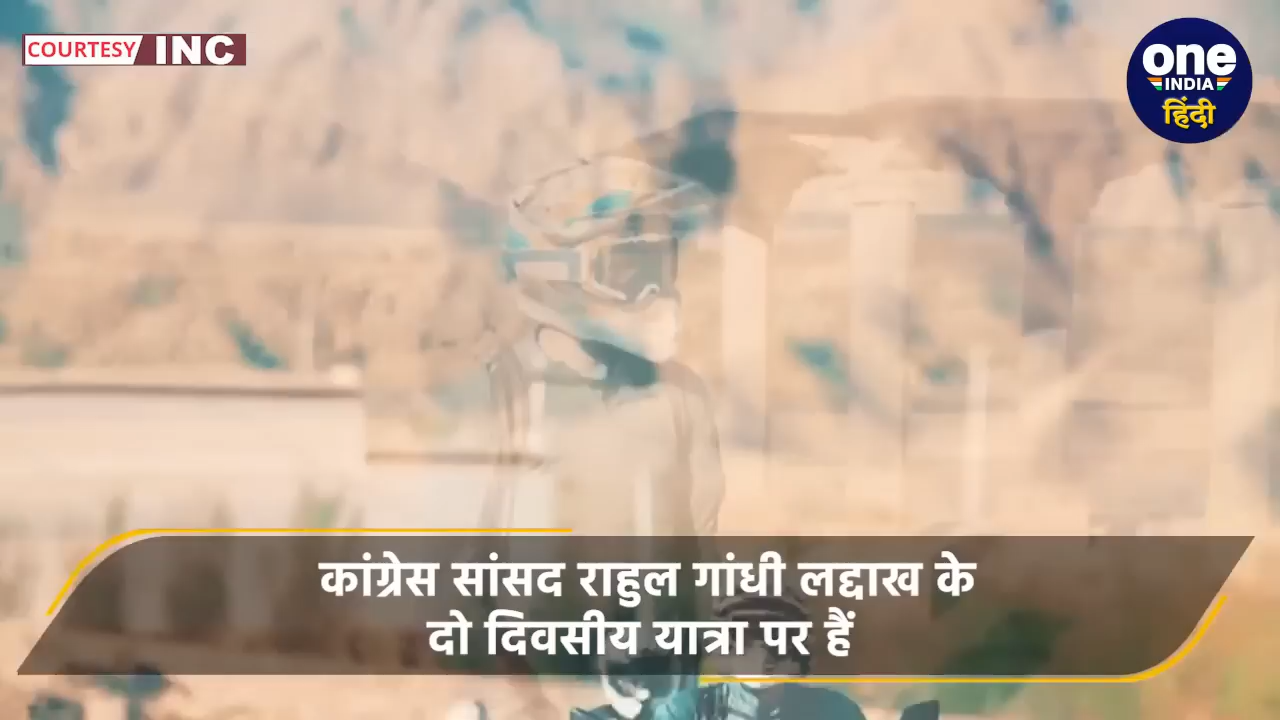 COURTESY INC
one
INDIA
हिंदी
कांग्रेस सांसद राहुल गांधी लद्दाख के
दो दिवसीय यात्रा पर हैं